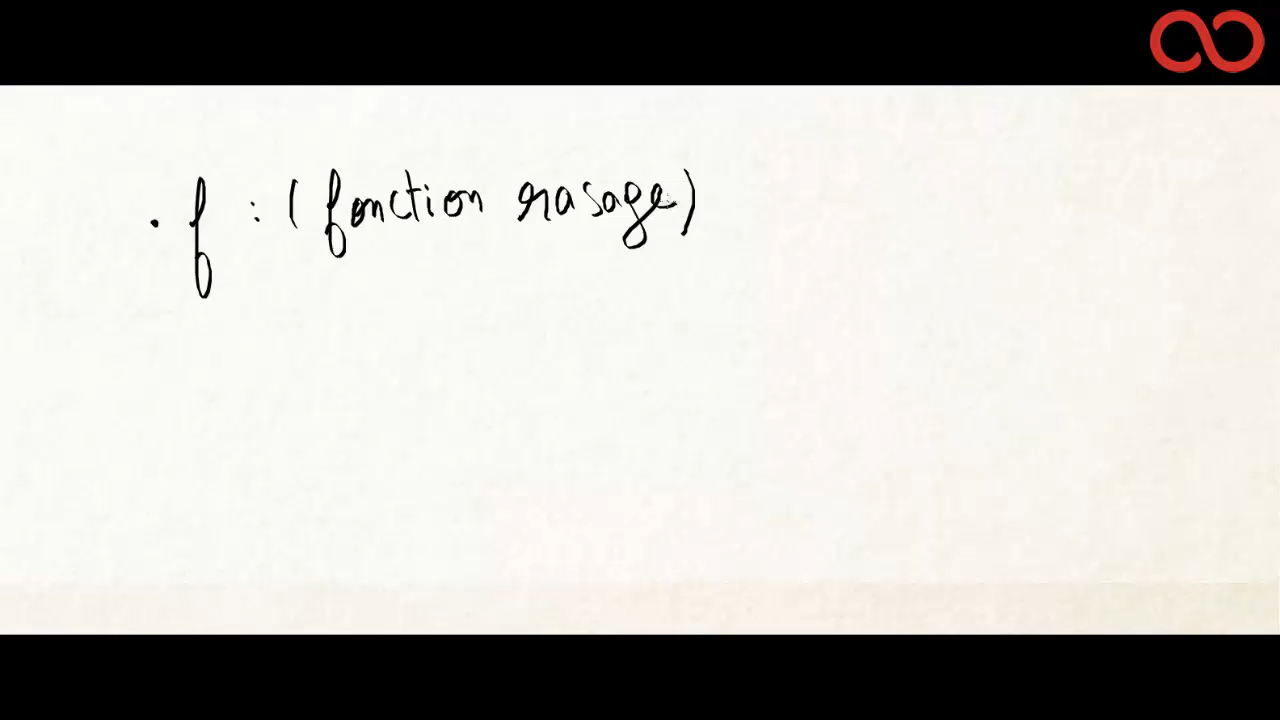 . f : (fonction rasage)